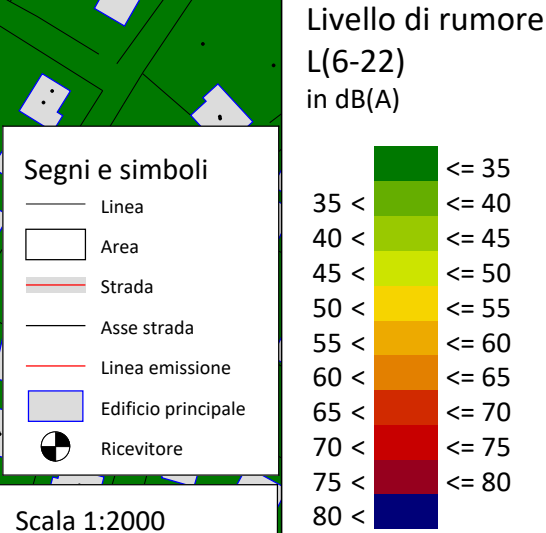 Livello di rumore
L(6-22)
in dB(A)
<= 35
35 < <= 40
40 < <= 45
45 < <= 50
50 < <= 55
55 < <= 60
60 < <= 65
65 < <= 70
70 < <= 75
75 < <= 80
80 <
Segni e simboli
Linea
Area
Strada
Asse strada
Linea emissione
Edificio principale
Ricevitore
Scala 1:2000